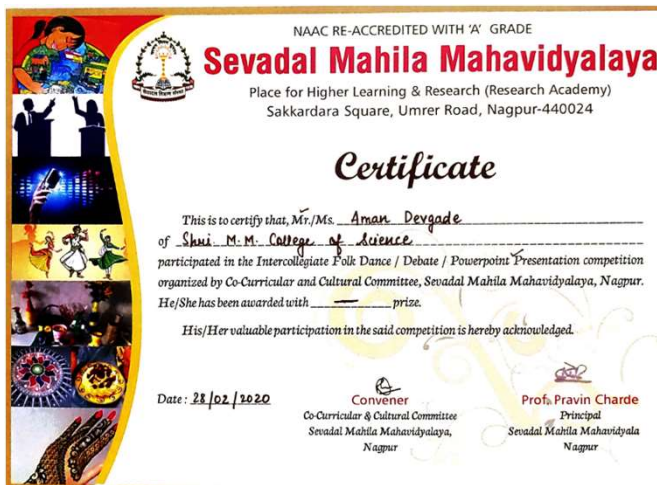 NAAC RE-ACCREDITED WITH 'A' GRADE
Sevadal Mahila Mahavidyalaya
Place for Higher Learning & Research (Research Academy)
Sakkardara Square, Umrer Road, Nagpur-440024
Certificate
This is to certify that, Mr./Ms. Aman Devgade
of Shri. M.M. College of Science
participated in the Intercollegiate Folk Dance / Debate / Powerpoint Presentation competition
organized by Co-Curricular and Cultural Committee, Sevadal Mahila Mahavidyalaya, Nagpur.
He/She has been awarded with — prize.
His/Her valuable participation in the said competition is hereby acknowledged.
Date : 28/02/2020
Convener
Co-Curricular & Cultural Committee
Sevadal Mahila Mahavidyalaya,
Nagpur
Prof. Pravin Charde
Principal
Sevadal Mahila Mahavidyala
Nagpur